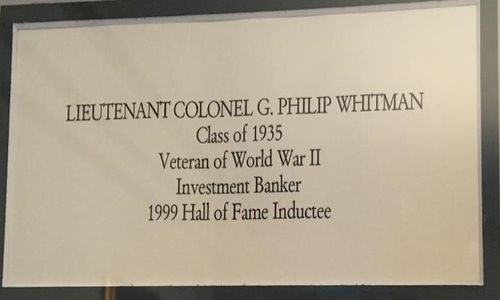 LIEUTENANT COLONEL G. PHILIP WHITMAN
Class of 1935
Veteran of World War II
Investment Banker
1999 Hall of Fame Inductee